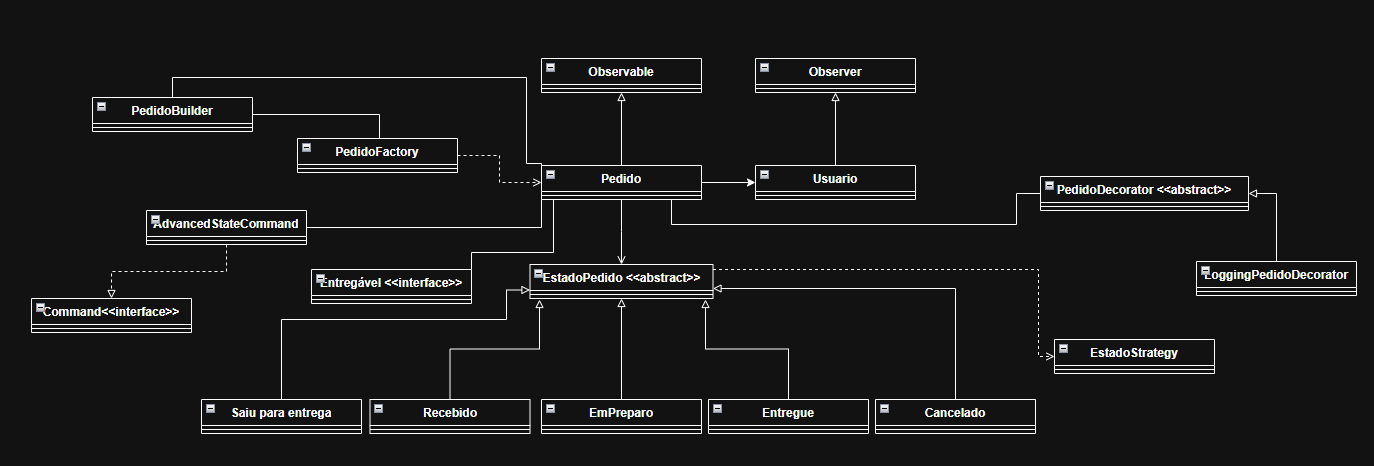 Observable
Observer
PedidoBuilder
PedidoFactory
Pedido
Usuario
PedidoDecorator <<abstract>>
AdvancedStateCommand
Entregável <<interface>>
EstadoPedido <<abstract>>
LoggingPedidoDecorator
Command<<interface>>
EstadoStrategy
Saiu para entrega
Recebido
EmPreparo
Entregue
Cancelado